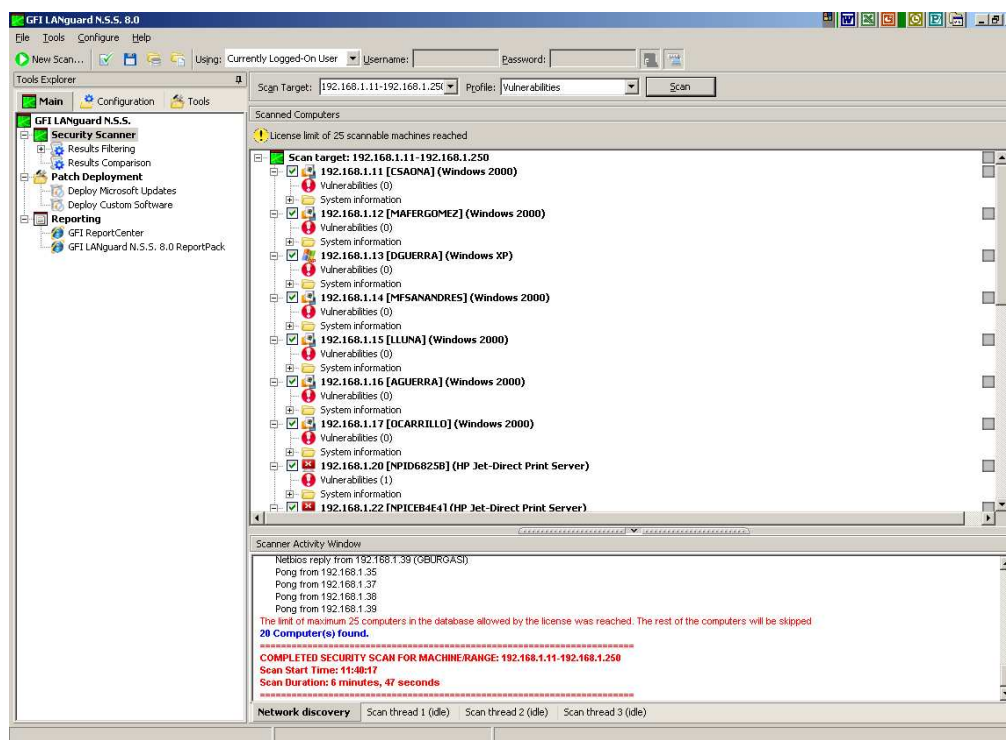 GFI LANguard N.S.S. 8.0
File Tools Configure Help
New Scan... Using: Currently Logged-On User Username: Password:
Tools Explorer
Main Configuration Tools
GFI LANguard N.S.S.
Security Scanner
Results Filtering
Results Comparison
Patch Deployment
Deploy Microsoft Updates
Deploy Custom Software
Reporting
GFI ReportCenter
GFI LANguard N.S.S. 8.0 ReportPack
Scan Target: 192.168.1.11-192.168.1.25( Profile: Vulnerabilities Scan
Scanned Computers
License limit of 25 scannable machines reached
Scan target: 192.168.1.11-192.168.1.250
192.168.1.11 [CSAONA] (Windows 2000)
Vulnerabilities (0)
System information
192.168.1.12 [MAFERGOMEZ] (Windows 2000)
Vulnerabilities (0)
System information
192.168.1.13 [DGUERRA] (Windows XP)
Vulnerabilities (0)
System information
192.168.1.14 [MFSANANDRES] (Windows 2000)
Vulnerabilities (0)
System information
192.168.1.15 [LLUNA] (Windows 2000)
Vulnerabilities (0)
System information
192.168.1.16 [AGUERRA] (Windows 2000)
Vulnerabilities (0)
System information
192.168.1.17 [OCARRILLO] (Windows 2000)
Vulnerabilities (0)
System information
192.168.1.20 [NPID6825B] (HP Jet-Direct Print Server)
Vulnerabilities (1)
System information
192.168.1.22 [NPICEB4E4] (HP Jet-Direct Print Server)
Scanner Activity Window
Netbios reply from 192.168.1.39 (GBURGASI)
Pong from 192.168.1.35
Pong from 192.168.1.37
Pong from 192.168.1.38
Pong from 192.168.1.39
The limit of maximum 25 computers in the database allowed by the license was reached. The rest of the computers will be skipped
20 Computer(s) found.
COMPLETED SECURITY SCAN FOR MACHINE/RANGE: 192.168.1.11-192.168.1.250
Scan Start Time: 11:40:17
Scan Duration: 6 minutes, 47 seconds
Network discovery Scan thread 1 (idle) Scan thread 2 (idle) Scan thread 3 (idle)